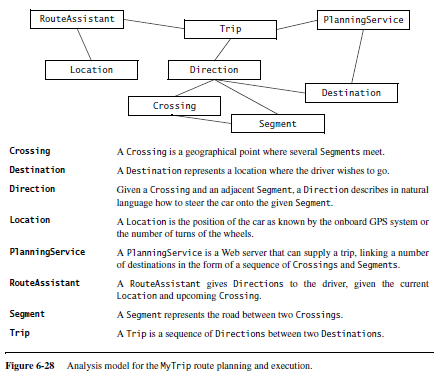 RouteAssistant
Trip
PlanningService
Location
Direction
Destination
Crossing
Segment
Crossing A Crossing is a geographical point where several Segments meet.
Destination A Destination represents a location where the driver wishes to go.
Direction Given a Crossing and an adjacent Segment, a Direction describes in natural
language how to steer the car onto the given Segment.
Location A Location is the position of the car as known by the onboard GPS system or
the number of turns of the wheels.
PlanningService A PlanningService is a Web server that can supply a trip, linking a number
of destinations in the form of a sequence of Crossings and Segments.
RouteAssistant A RouteAssistant gives Directions to the driver, given the current
Location and upcoming Crossing.
Segment A Segment represents the road between two Crossings.
Trip A Trip is a sequence of Directions between two Destinations.
Figure 6-28 Analysis model for the MyTrip route planning and execution.